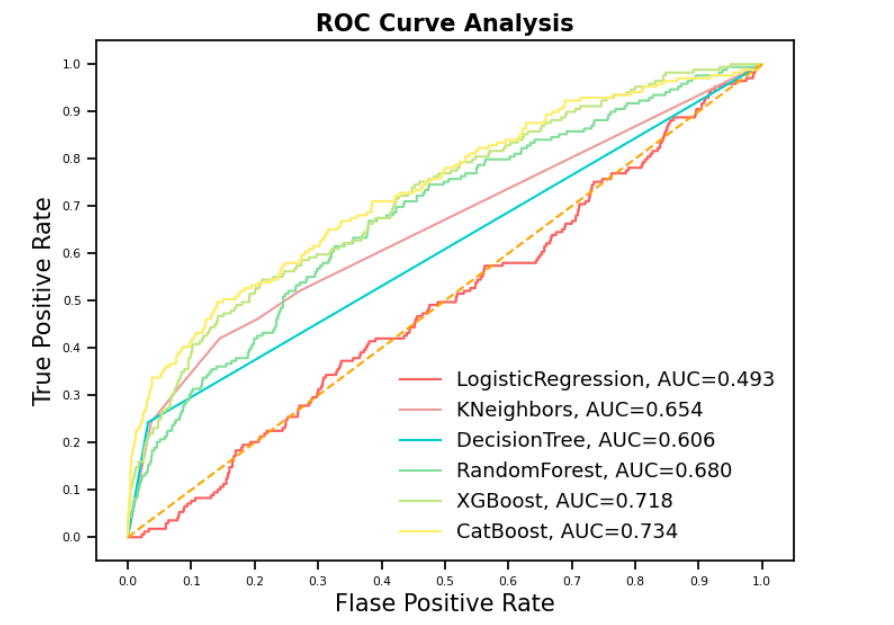 ROC Curve Analysis
1.0
0.9
0.8
0.7
0.6
0.5
0.4
0.3
0.2
0.1
0.0
True Positive Rate
LogisticRegression, AUC=0.493
KNeighbors, AUC=0.654
DecisionTree, AUC=0.606
RandomForest, AUC=0.680
XGBoost, AUC=0.718
CatBoost, AUC=0.734
0.0 0.1 0.2 0.3 0.4 0.5 0.6 0.7 0.8 0.9 1.0
Flase Positive Rate